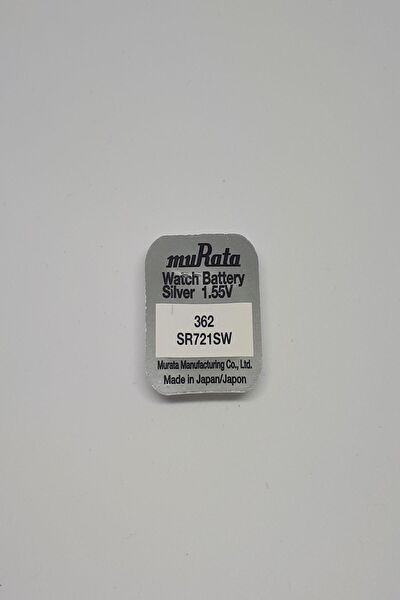 muRata
Watch Battery
Silver 1.55V
362
SR721SW
Murata Manufacturing Co., Ltd.
Made in Japan/Japon